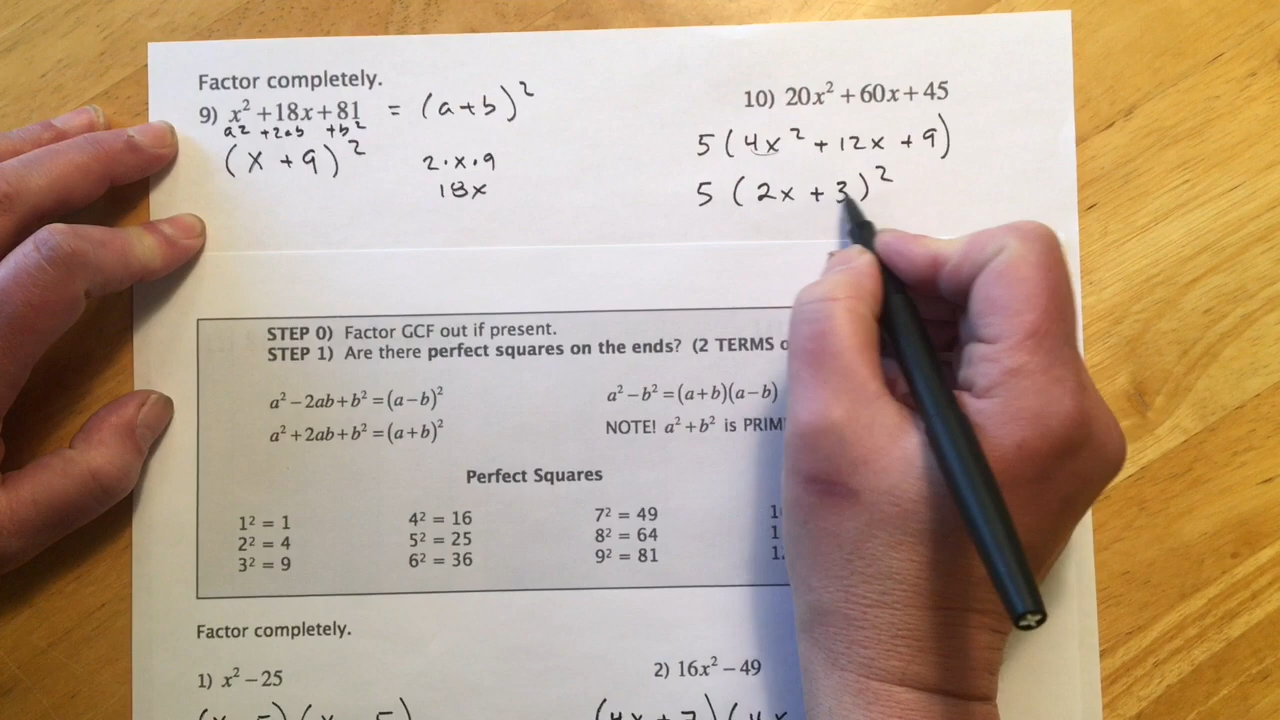 Factor completely.
9) x² +18x+81 = (a+b)²
a² +2ab +b²
(x +9)² 2·x·9
18x
10) 20x² +60x+45
5(4x² +12x +9)
5 (2x +3)²
STEP 0) Factor GCF out if present.
STEP 1) Are there perfect squares on the ends? (2 TERMS
a² −2ab+b² =(a−b)²
a² +2ab+b² =(a+b)²
a² −b² =(a+b)(a−b)
NOTE! a² +b² is
Perfect Squares
1² = 1 4² = 16 7² = 49
2² = 4 5² = 25 8² = 64
3² = 9 6² = 36 9² = 81
Factor completely.
1) x² −25
2) 16x² −49